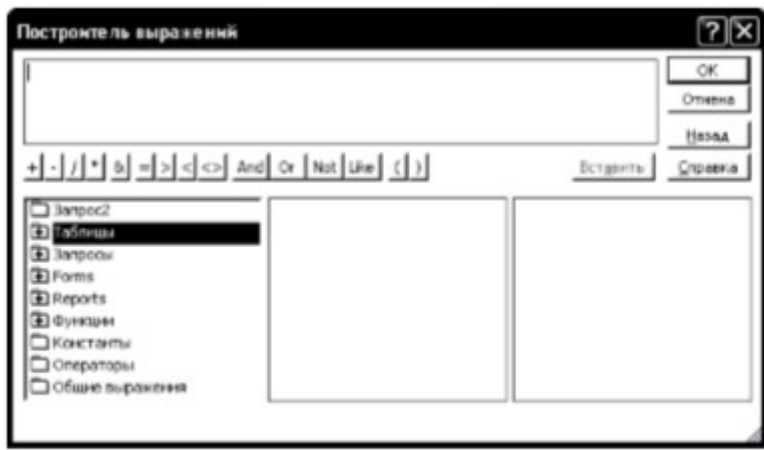 Построитель выражений
OK
Отмена
Назад
+ - / * & = > < <> And Or Not Like ( ) Вставить Справка
Запрос2
Таблицы
Запросы
Forms
Reports
Функции
Константы
Операторы
Общие выражения